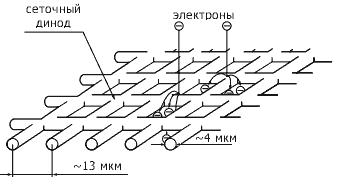 сеточный
динод
электроны
~4 мкм
~13 мкм